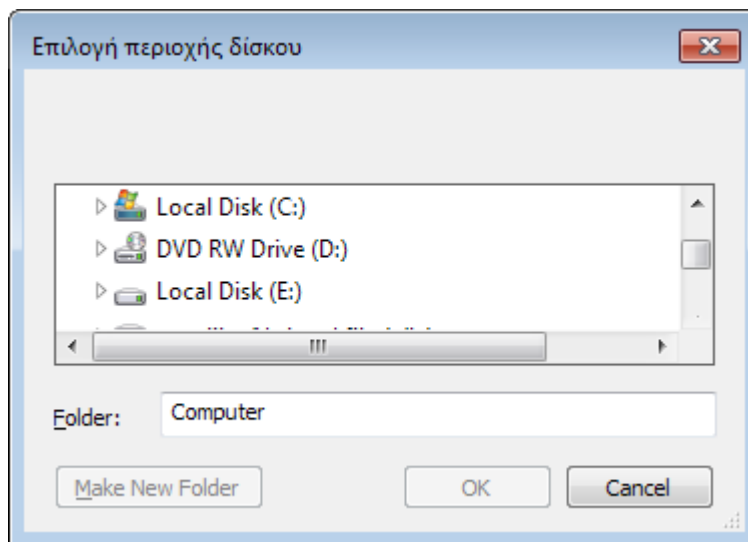 Επιλογή περιοχής δίσκου
Local Disk (C:)
DVD RW Drive (D:)
Local Disk (E:)
Folder: Computer
Make New Folder OK Cancel